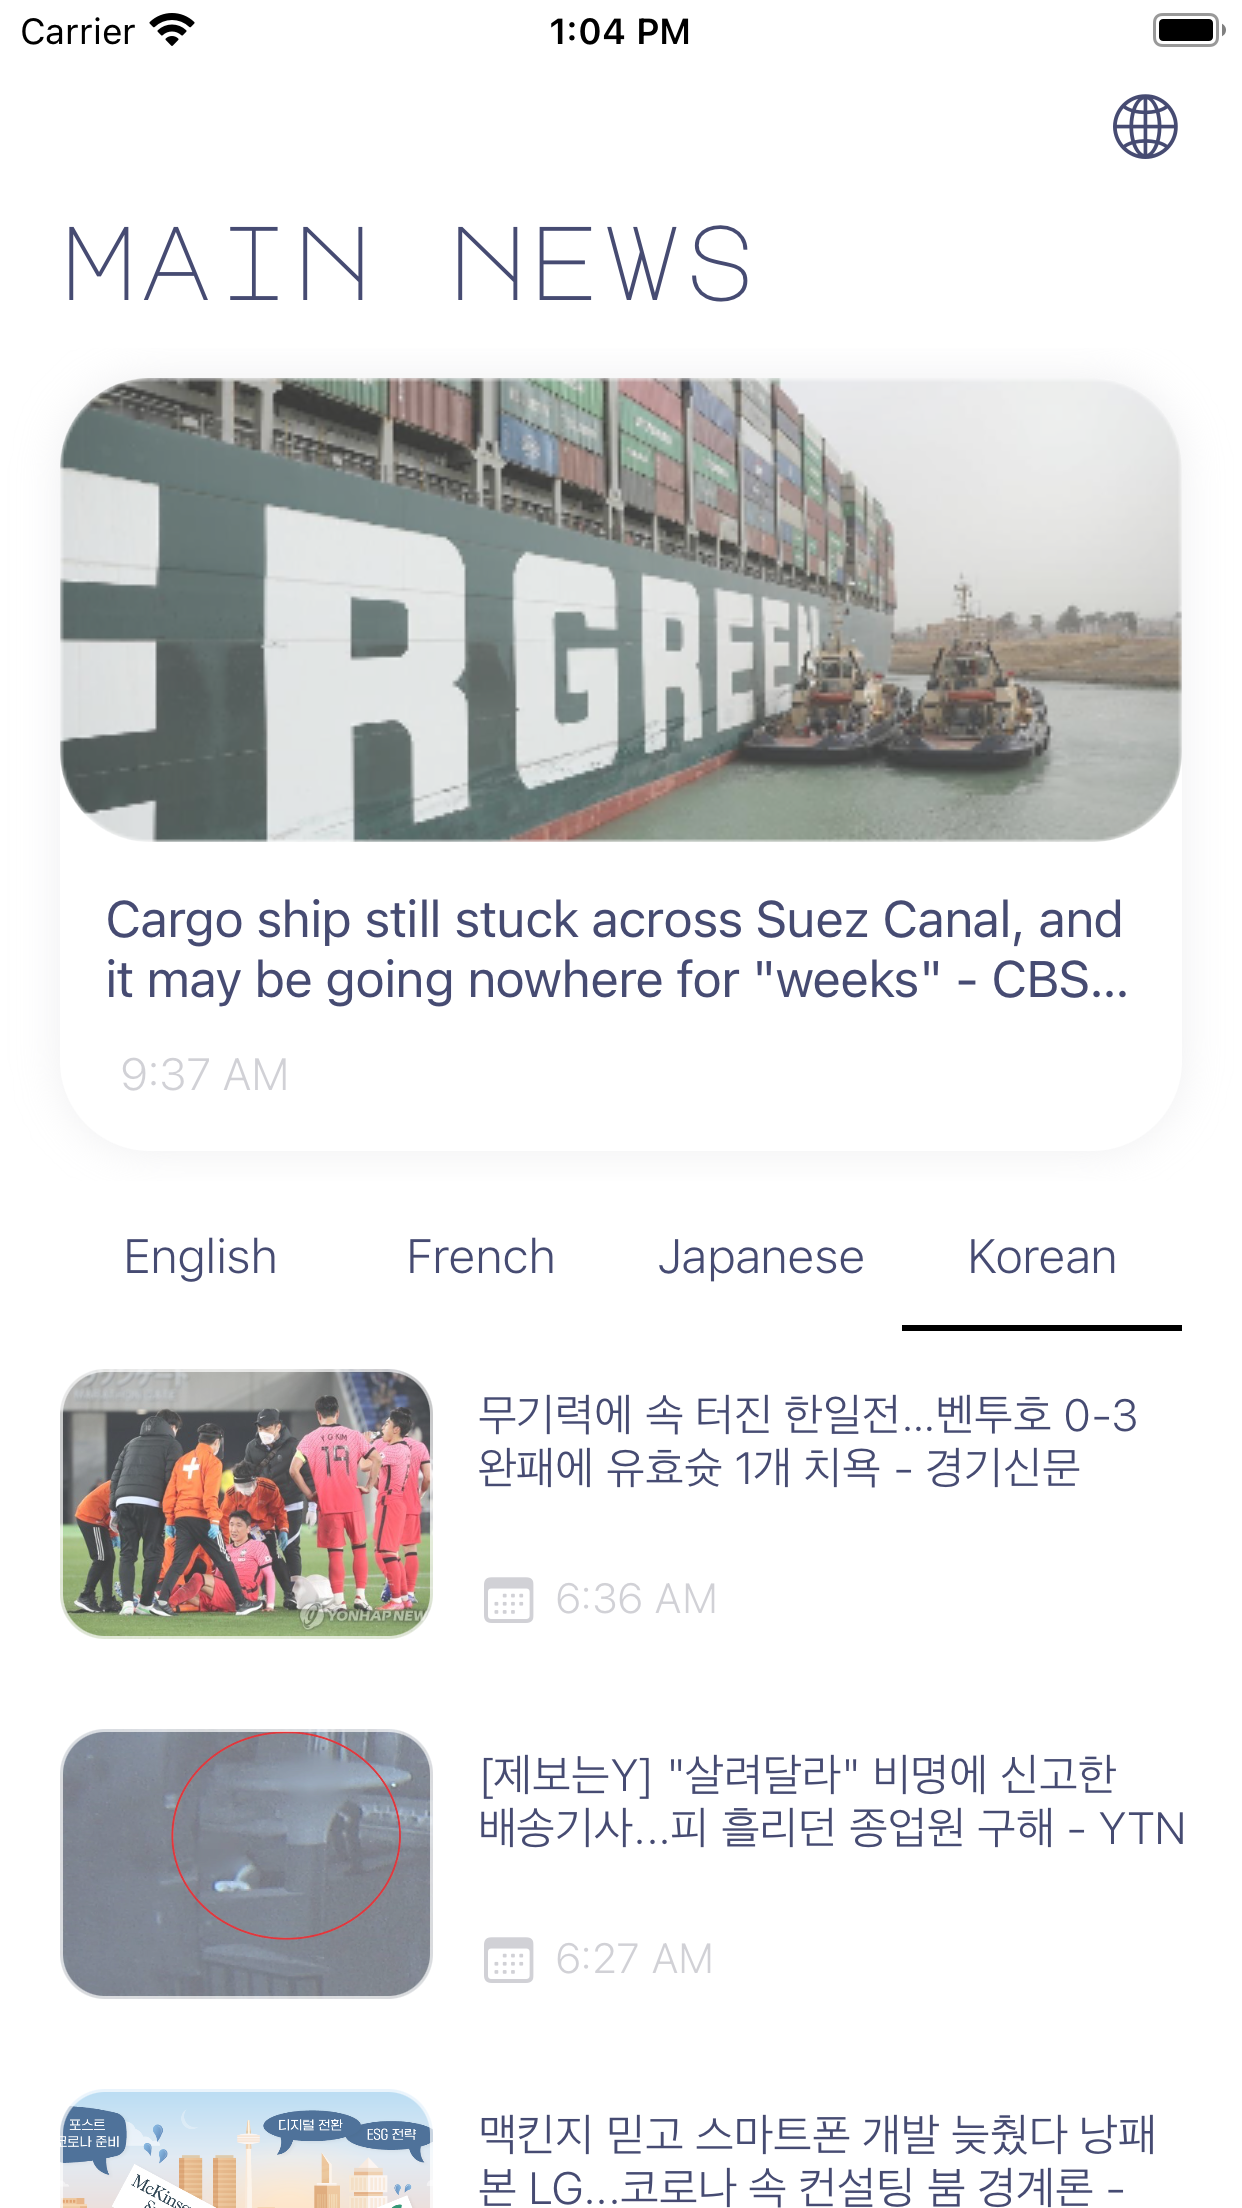 Carrier
1:04 PM
MAIN NEWS
ERGREEN
Cargo ship still stuck across Suez Canal, and
it may be going nowhere for "weeks" - CBS...
9:37 AM
English
French
Japanese
Korean
Y G KIM
19
YONHAPNEW
무기력에 속 터진 한일전...벤투호 0-3
완패에 유효슛 1개 치욕 - 경기신문
6:36 AM
[제보는Y] "살려달라" 비명에 신고한
배송기사...피 흘리던 종업원 구해 - YTN
6:27 AM
포스트
코로나 준비
디지털 전환
ESG 전략
McKinse
&
맥킨지 믿고 스마트폰 개발 늦췄다 낭패
본 LG...코로나 속 컨설팅 붐 경계론 -